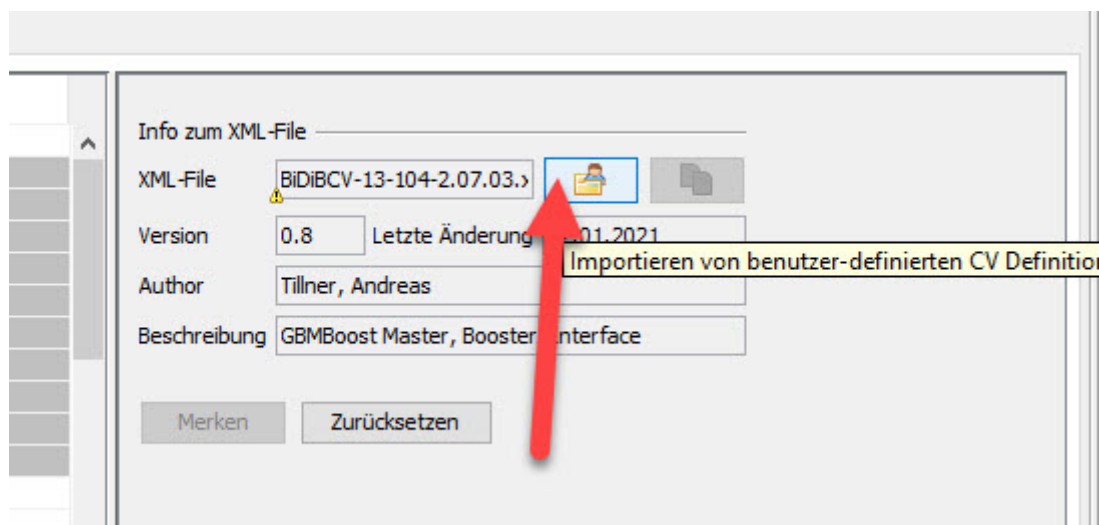 Info zum XML-File
XML-File BiDiBCV-13-104-2.07.03.x
Version 0.8 Letzte Änderung .01.2021
Importieren von benutzer-definierten CV Definitio
Author Tillner, Andreas
Beschreibung GBMBoost Master, Booster, Interface
Merken Zurücksetzen